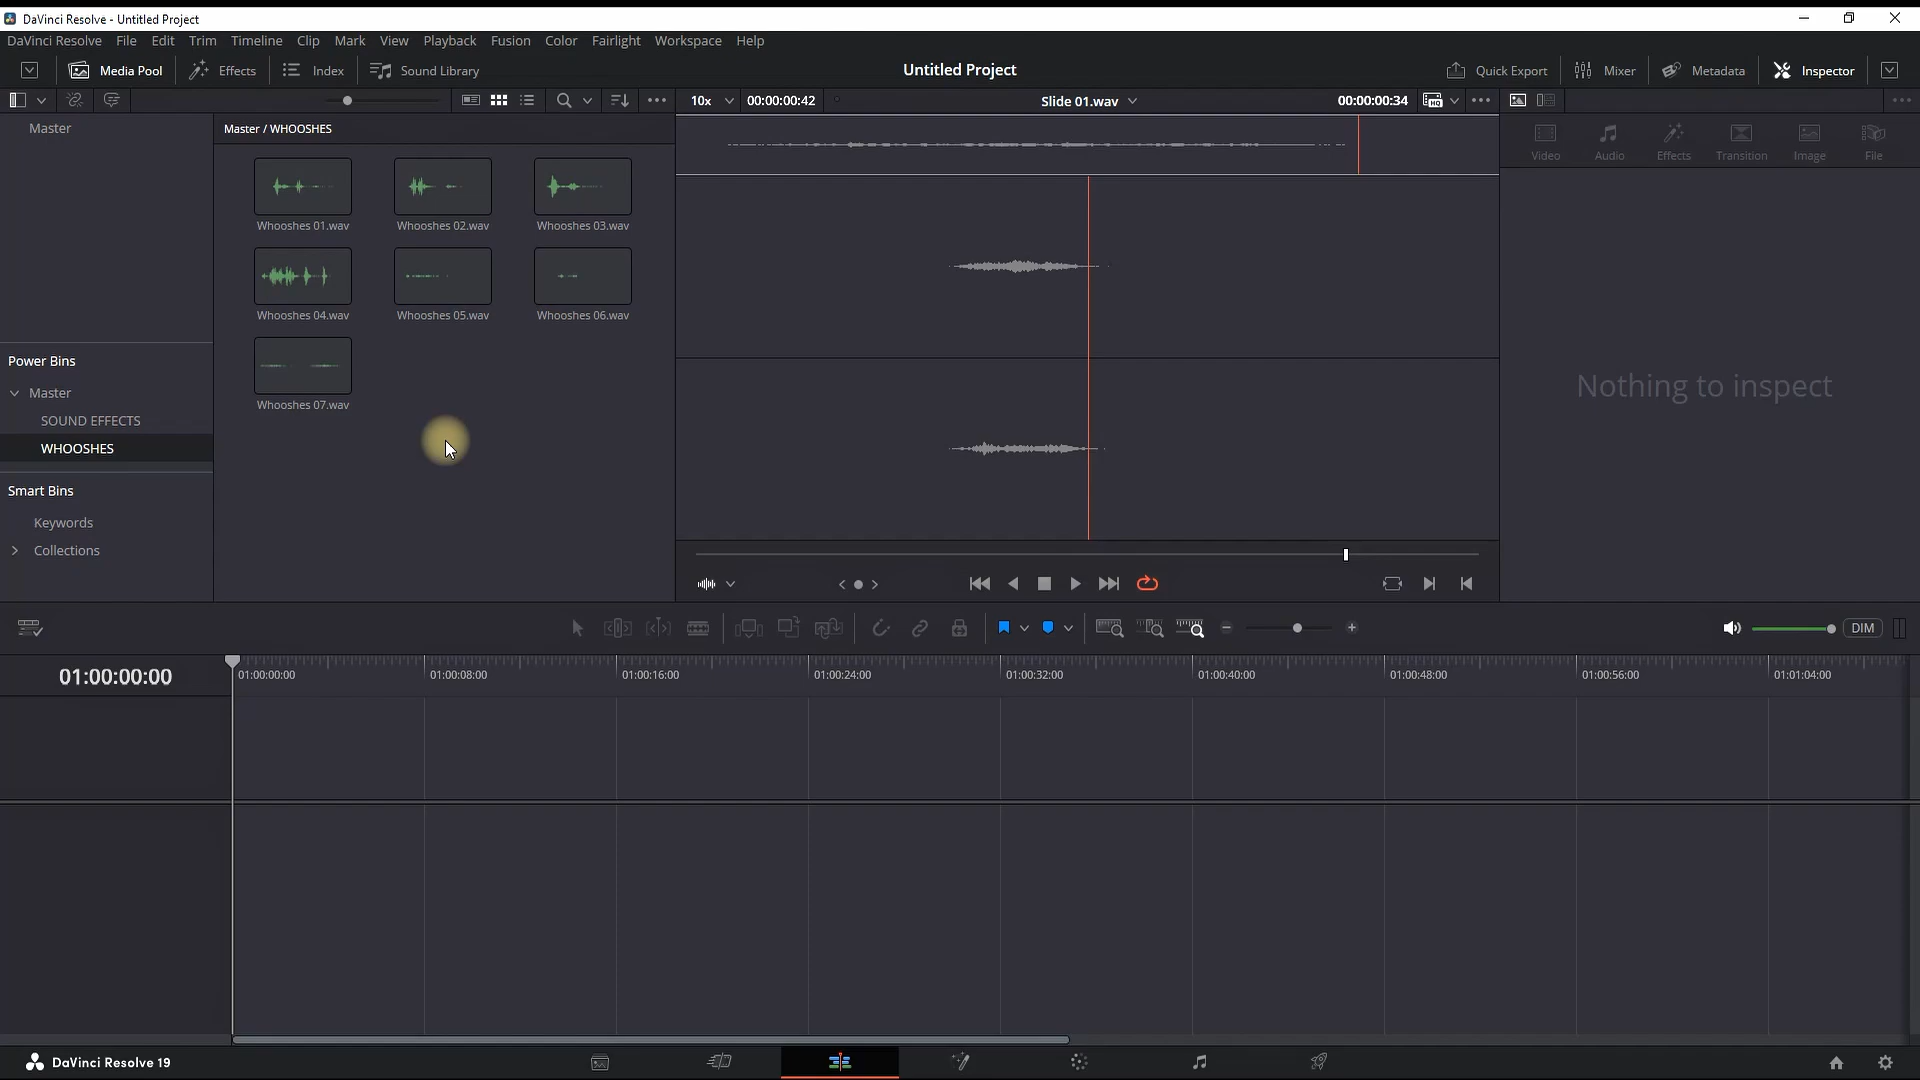 DaVinci Resolve - Untitled Project
DaVinci Resolve File Edit Trim Timeline Clip Mark View Playback Fusion Color Fairlight Workspace Help
Media Pool Effects Index Sound Library Untitled Project Quick Export Mixer Metadata Inspector
10x 00:00:00:42 Slide 01.wav 00:00:00:34
Master
Master / WHOOSHES
Video Audio Effects Transition Image File
Whooshes 01.wav Whooshes 02.wav Whooshes 03.wav
Whooshes 04.wav Whooshes 05.wav Whooshes 06.wav
Whooshes 07.wav
Power Bins
Master
SOUND EFFECTS
WHOOSHES
Smart Bins
Keywords
Collections
Nothing to inspect
DIM
01:00:00:00
01:00:00:00 01:00:08:00 01:00:16:00 01:00:24:00 01:00:32:00 01:00:40:00 01:00:48:00 01:00:56:00 01:01:04:00
DaVinci Resolve 19